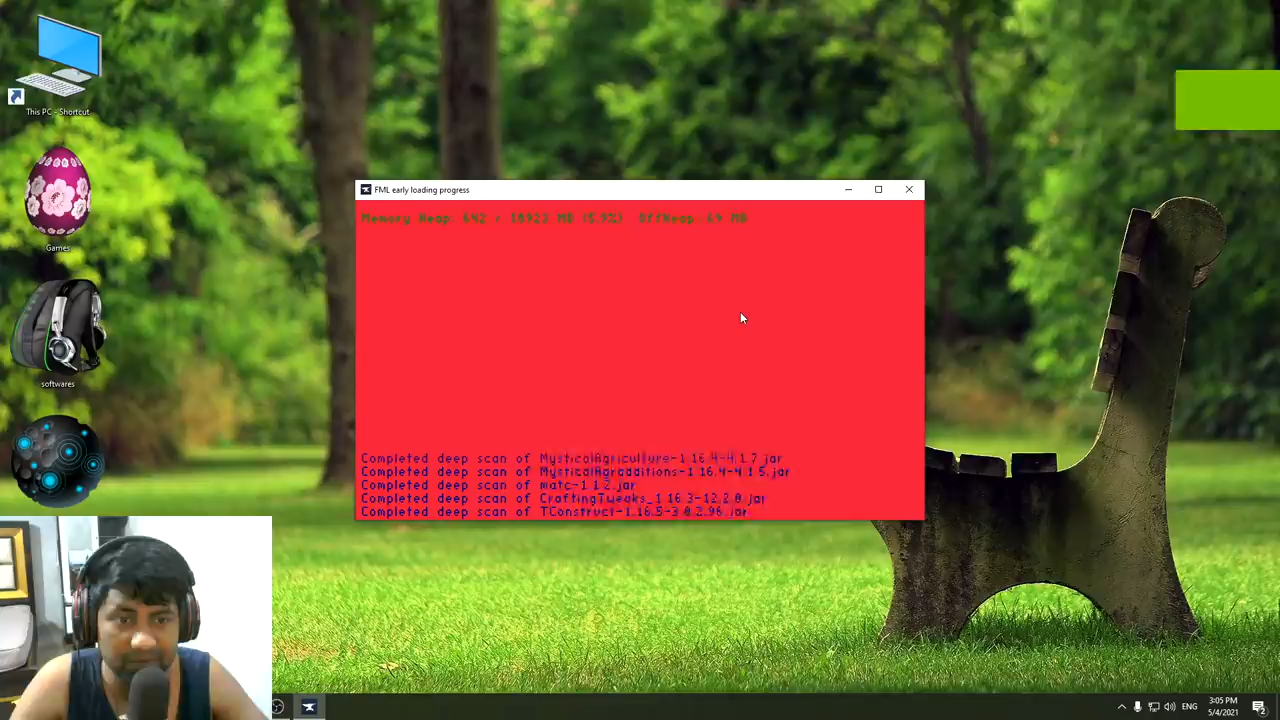 This PC - Shortcut
Games
softwares
FML early loading progress
Memory Heap: 642 / 10923 MB (5.9%) OffHeap: 69 MB
Completed deep scan of MysticalAgriculture-1.16.4-4.1.7.jar
Completed deep scan of MysticalAgradditions-1.16.4-4.1.5.jar
Completed deep scan of matc-1.1.2.jar
Completed deep scan of CraftingTweaks_1.16.3-12.2.0.jar
Completed deep scan of TConstruct-1.16.5-3.0.2.96.jar
ENG
3:05 PM
5/4/2021
2